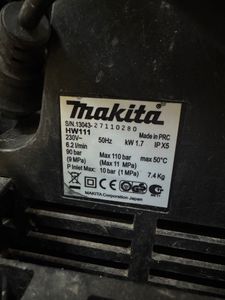 makita
S/N.13043-27110280
HW111 Made in PRC
230V~ 50Hz kW 1.7 IP X5
6.2 l/min
90 bar Max 110 bar max 50°C
(9 MPa) (Max 11 MPa)
P Inlet Max: 10 bar (1 MPa) 7.4 Kg
MAKITA Corporation Japan